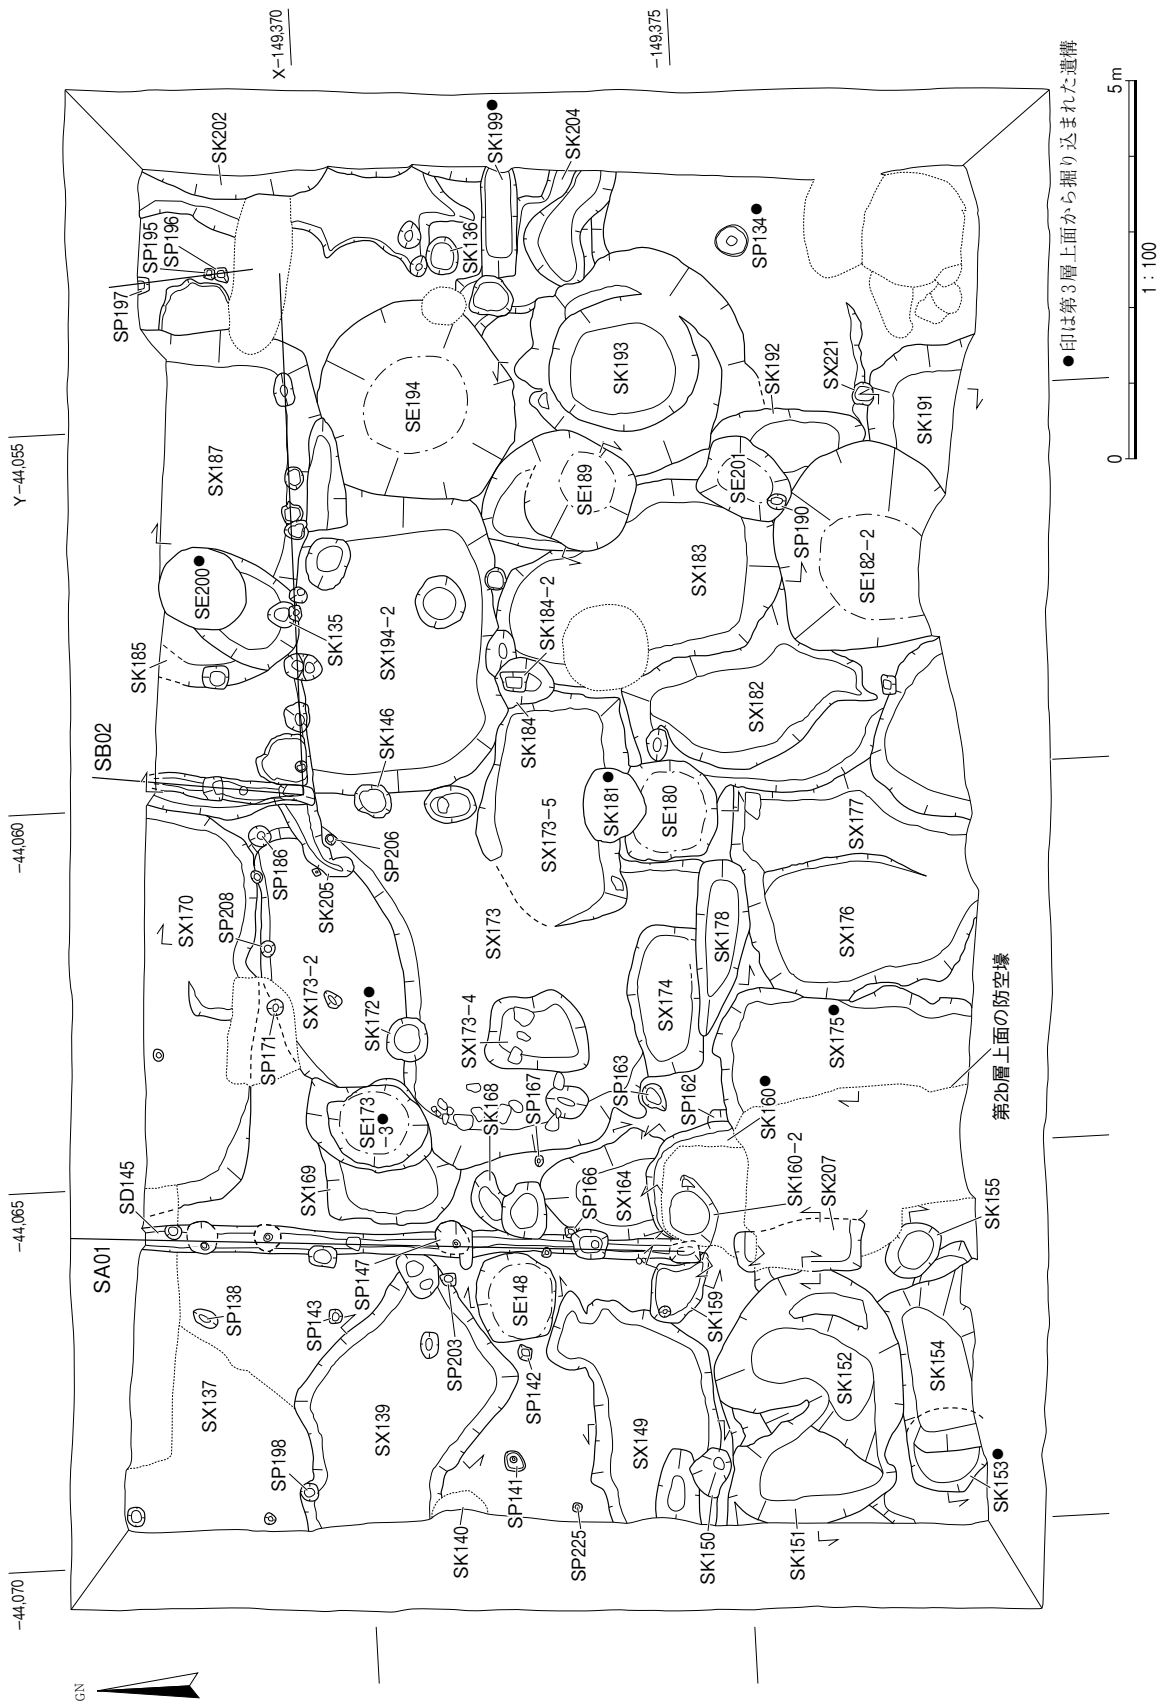 X−149,370
−149,375
Y−44,055
−44,060
−44,065
−44,070
GN
SA01
SB02
SK202
SP195
SP196
SP197
SK199●
SK204
SK136
SP134●
SX187
SE194
SK193
SK192
SX221
SK191
SE189
SE201
SP190
SE200●
SK185
SK135
SX194−2
SK184−2
SX183
SE182−2
SK146
SK184
SX182
SX173−5
SK181●
SE180
SX177
SX170
SP208
SP186
SK205
SP206
SX173
SX173−2
SK172●
SX173−4
SX174
SK178
SX176
SP171
SE173
−3●
SK168
SP167
SP163
SP162
SK160●
SX175●
第2b層上面の防空壕
SD145
SX169
SP166
SX164
SK160−2
SK207
SK155
SP138
SP143
SP147
SP203
SE148
SP142
SK159
SK152
SK154
SX137
SX139
SP198
SK140
SP141
SP225
SX149
SK150
SK151
SK153●
●印は第3層上面から掘り込まれた遺構
0
5m
1：100